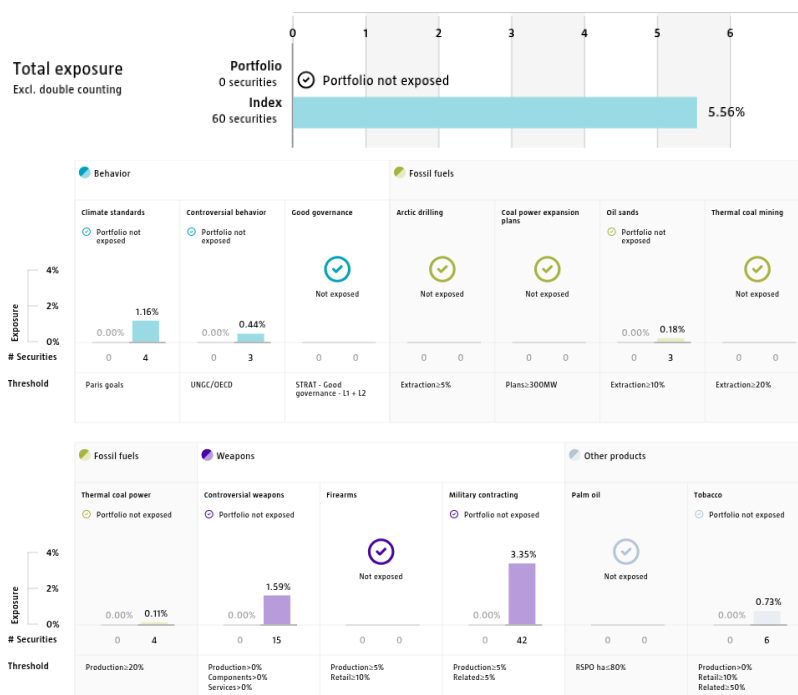 0 1 2 3 4 5 6
Total exposure
Excl. double counting
Portfolio
0 securities
Portfolio not exposed
Index
60 securities
5.56%
Behavior
Fossil fuels
Climate standards
Controversial behavior
Good governance
Arctic drilling
Coal power expansion
plans
Oil sands
Thermal coal mining
Portfolio not
exposed
Portfolio not
exposed
Portfolio not
exposed
Not exposed
Not exposed
Not exposed
Not exposed
Exposure
4%
2%
0%
0.00% 1.16%
0.00% 0.44%
0.00% 0.18%
# Securities 0 4 0 3 0 0 0 0 0 0 0 3 0 0
Threshold
Paris goals
UNGC/OECD
STRAT - Good
governance - L1 + L2
Extraction≥5%
Plans≥300MW
Extraction≥10%
Extraction≥20%
Fossil fuels
Weapons
Other products
Thermal coal power
Controversial weapons
Firearms
Military contracting
Palm oil
Tobacco
Portfolio not exposed
Portfolio not exposed
Portfolio not exposed
Portfolio not exposed
Not exposed
Not exposed
Exposure
4%
2%
0%
0.00% 0.11%
0.00% 1.59%
0.00% 3.35%
0.00% 0.73%
# Securities 0 4 0 15 0 0 0 42 0 0 0 6
Threshold
Production≥20%
Production>0%
Components>0%
Services>0%
Production≥5%
Retail≥10%
Production≥5%
Related≥5%
RSPO ha≤80%
Production>0%
Retail≥10%
Related≥50%